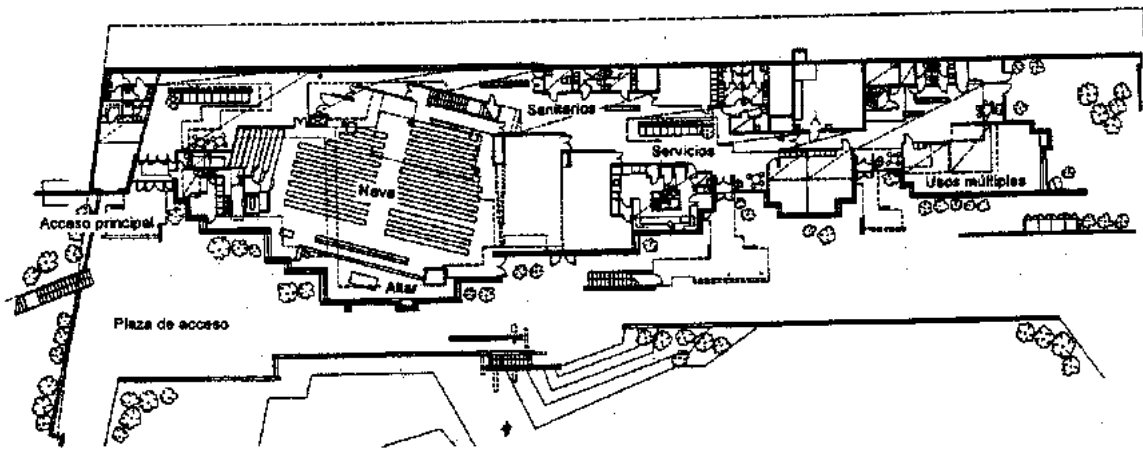 Sanitarios
Servicios
Nave
Usos múltiples
Acceso principal
Altar
Plaza de acceso